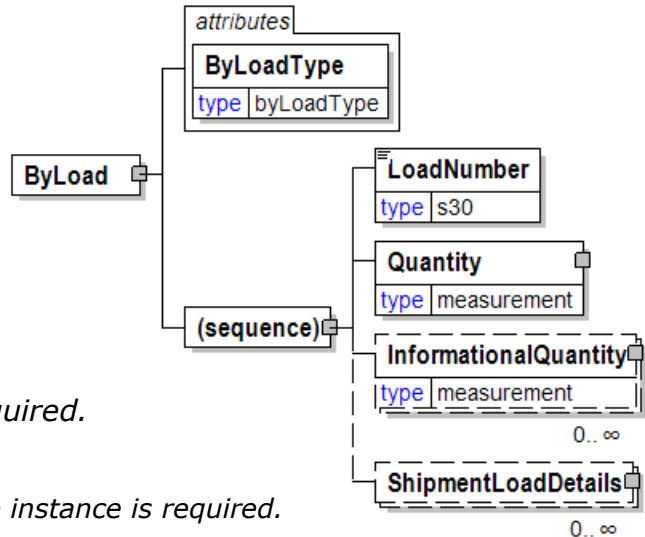 attributes
ByLoadType
type byLoadType
ByLoad
LoadNumber
type s30
Quantity
type measurement
(sequence)
InformationalQuantity
type measurement
0.. ∞
ShipmentLoadDetails
0.. ∞
instance is required.